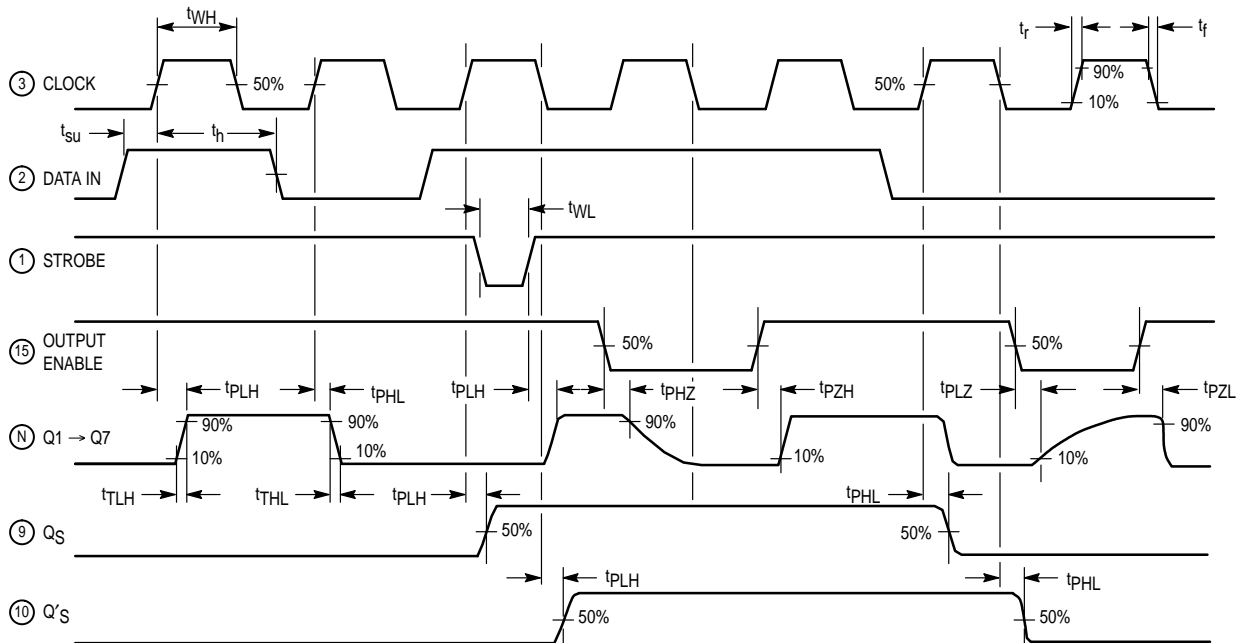 tWH
tr
tf
3 CLOCK
50%
50%
90%
10%
tsu
th
2 DATA IN
tWL
1 STROBE
15 OUTPUT ENABLE
50%
50%
tPLH
tPHL
tPLH
tPHZ
tPZH
tPLZ
tPZL
N Q1 → Q7
90%
90%
90%
90%
10%
10%
10%
10%
tTLH
tTHL
tPLH
tPHL
9 QS
50%
50%
tPLH
tPHL
10 Q′S
50%
50%